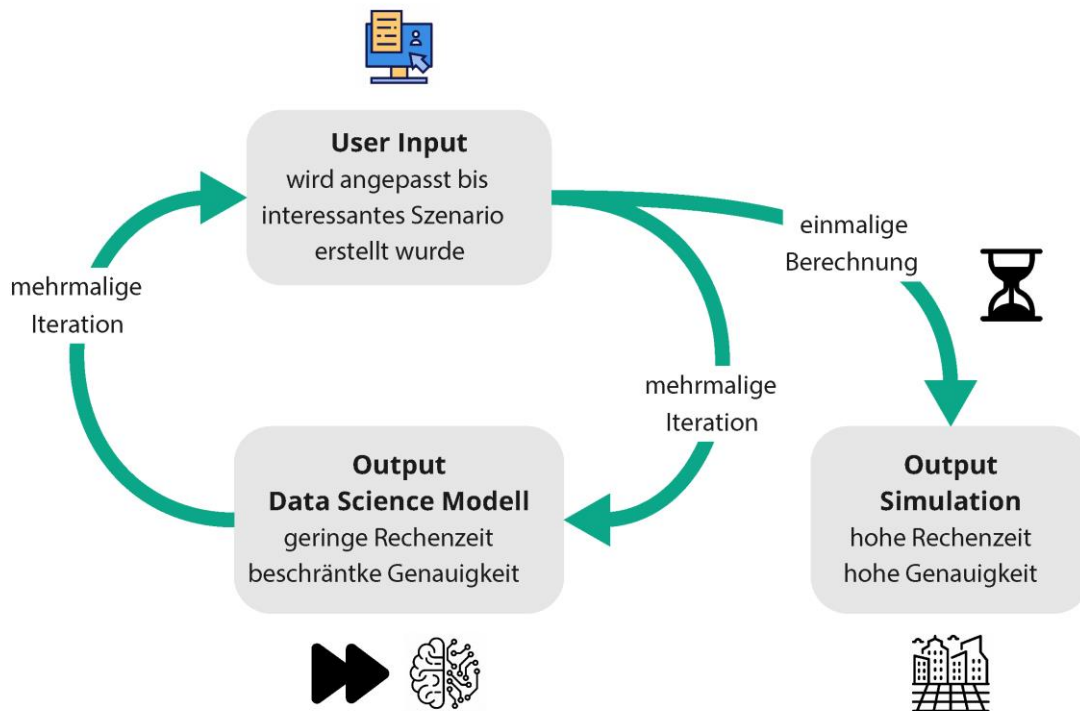 User Input
wird angepasst bis
interessantes Szenario
erstellt wurde
einmalige
Berechnung
mehrmalige
Iteration
mehrmalige
Iteration
Output
Data Science Modell
geringe Rechenzeit
beschräntke Genauigkeit
Output
Simulation
hohe Rechenzeit
hohe Genauigkeit